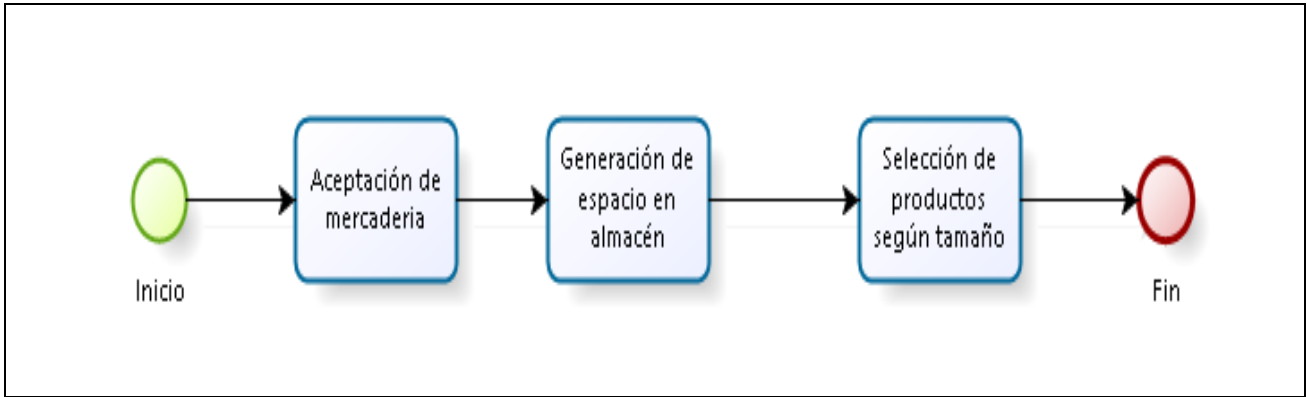 Inicio
Aceptación de
mercaderia
Generación de
espacio en
almacén
Selección de
productos
según tamaño
Fin